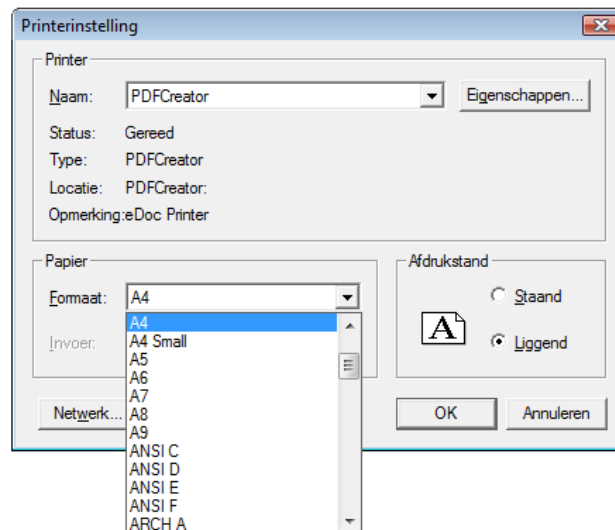 Printerinstelling
Printer
Naam: PDFCreator Eigenschappen...
Status: Gereed
Type: PDFCreator
Locatie: PDFCreator:
Opmerking:eDoc Printer
Papier
Formaat: A4
Invoer:
A4
A4 Small
A5
A6
A7
A8
A9
ANSI C
ANSI D
ANSI E
ANSI F
ARCH A
Afdrukstand
A
Staand
Liggend
Netwerk...
OK
Annuleren